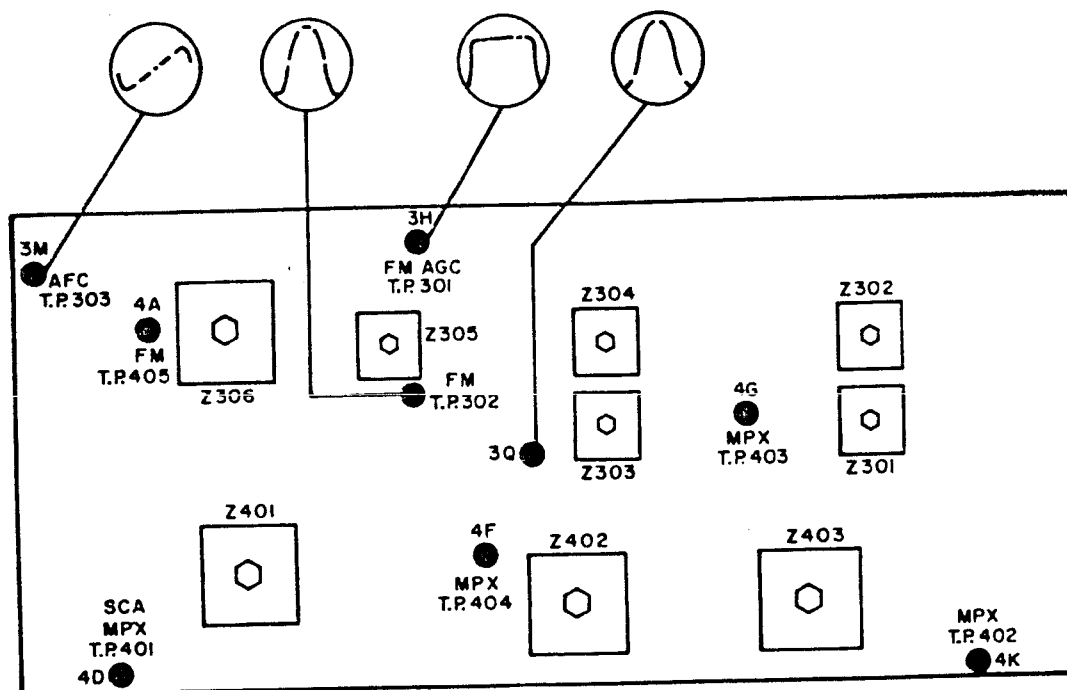 3H
3M
FM AGC
T.P.301
AFC
T.P.303
4A
FM
T.P.405
Z306
Z305
FM
T.P.302
Z304
Z302
Z303
4G
MPX
T.P.403
Z301
3Q
Z401
4F
MPX
T.P.404
Z402
Z403
SCA
MPX
T.P.401
4D
MPX
T.P.402
4K